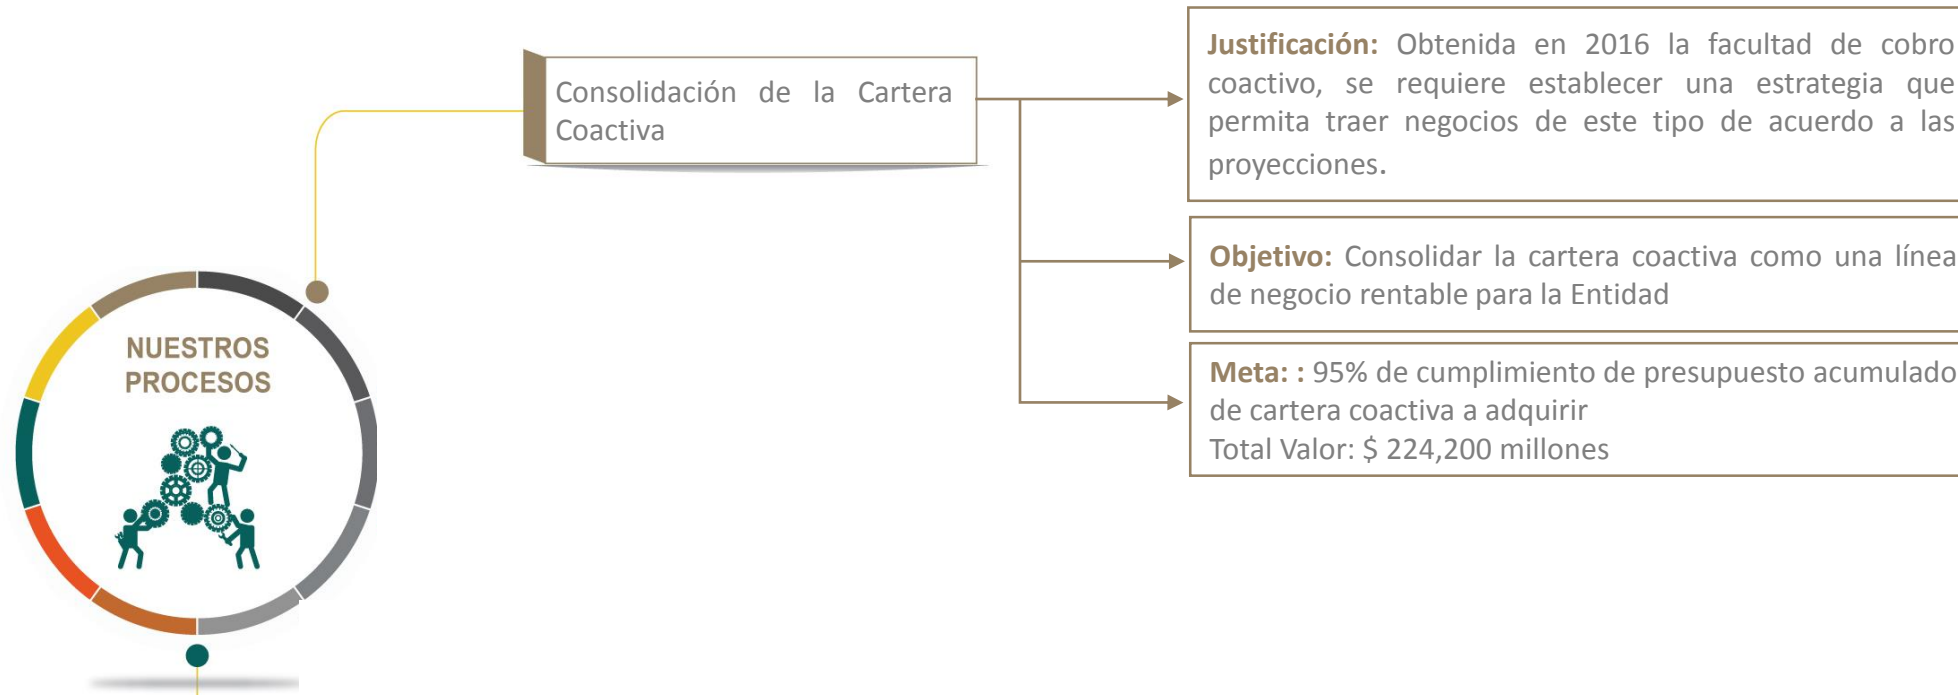 NUESTROS
PROCESOS
Consolidación de la Cartera
Coactiva
Justificación: Obtenida en 2016 la facultad de cobro
coactivo, se requiere establecer una estrategia que
permita traer negocios de este tipo de acuerdo a las
proyecciones.
Objetivo: Consolidar la cartera coactiva como una línea
de negocio rentable para la Entidad
Meta: : 95% de cumplimiento de presupuesto acumulado
de cartera coactiva a adquirir
Total Valor: $ 224,200 millones